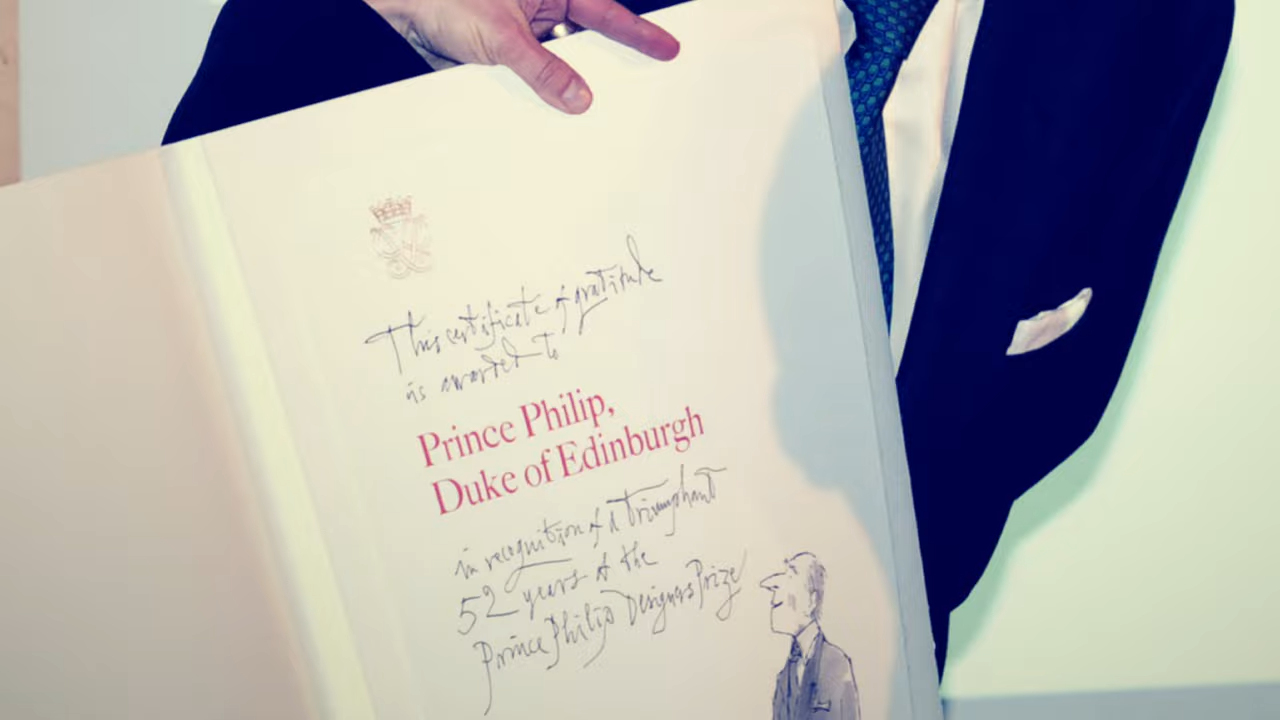 This certificate of gratitude
is awarded to
Prince Philip,
Duke of Edinburgh
in recognition of a triumphant
52 years of the
Prince Philip Designers Prize